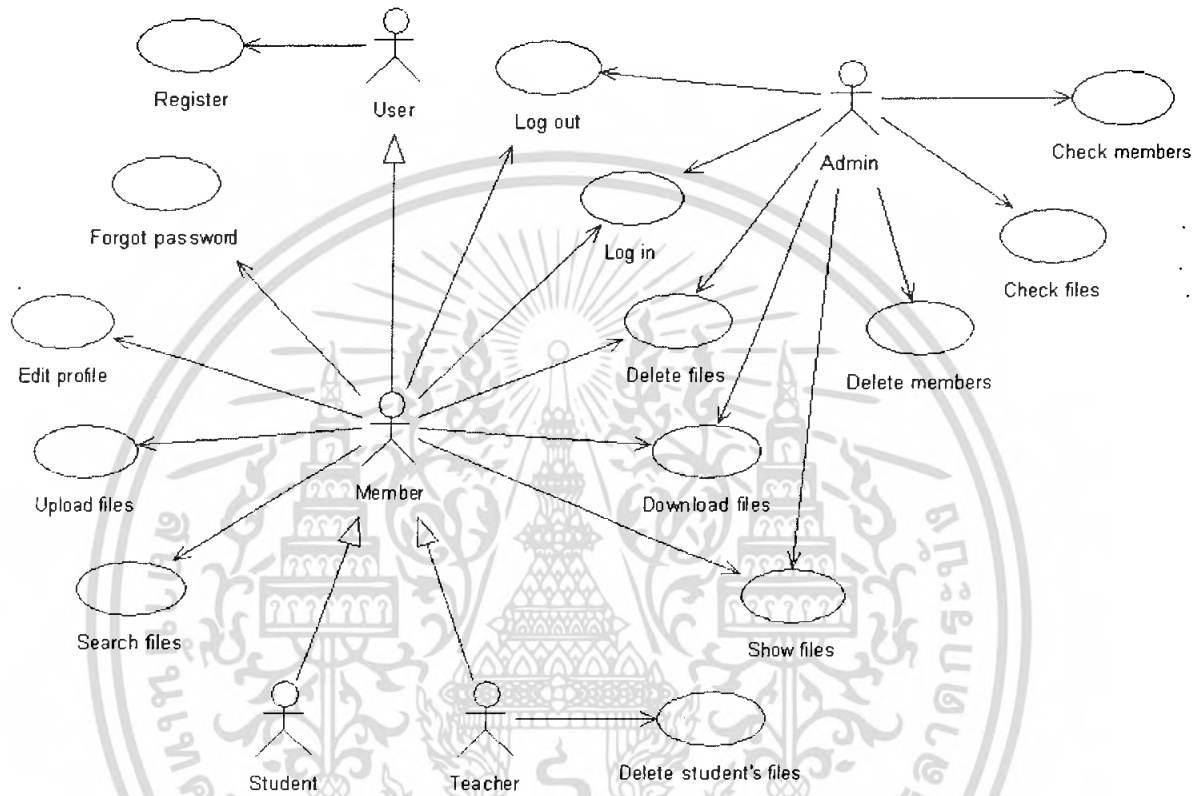 Register
User
Log out
Admin
Check members
Forgot password
Log in
Check files
Edit profile
Delete files
Delete members
Upload files
Member
Download files
Search files
Show files
Student
Teacher
Delete student's files